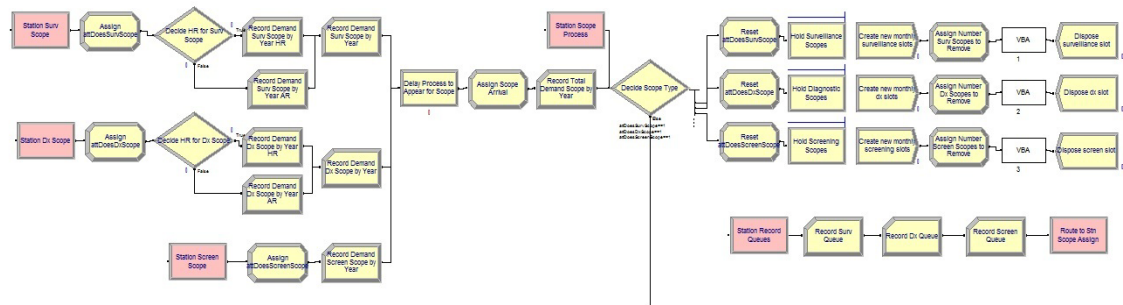 Station Surv
Scope
Assign
attDoesSurvScope
Decide HR for Surv Scope
True
False
Record Demand
Surv Scope by
Year HR
Record Demand
Surv Scope by
Year
Record Demand
Surv Scope by
Year AR
Station Dx Scope
Assign
attDoesDxScope
Decide HR for Dx Scope
True
False
Record Demand
Dx Scope by Year
HR
Record Demand
Dx Scope by Year
Record Demand
Dx Scope by Year
AR
Station Screen
Scope
Assign
attDoesScreenScope
Record Demand
Screen Scope by
Year
Delay Process to
Appear for Scope
Assign Scope
Arrival
Record Total
Demand Scope by
Year
Station Scope
Process
Decide Scope Type
Else
attDoesSurvScope==1
attDoesDxScope==1
attDoesScreenScope==1
Reset
attDoesSurvScope
Hold Surveillance
Scopes
Create new monthly
surveillance slots
Assign Number
Surv Scopes to
Remove
VBA
1
Dispose
surveillance slot
Reset
attDoesDxScope
Hold Diagnostic
Scopes
Create new monthly
dx slots
Assign Number
Dx Scopes to
Remove
VBA
2
Dispose dx slot
Reset
attDoesScreenScope
Hold Screening
Scopes
Create new monthly
screening slots
Assign Number
Screen Scopes to
Remove
VBA
3
Dispose screen slot
Station Record
Queues
Record Surv
Queue
Record Dx Queue
Record Screen
Queue
Route to Stn
Scope Assign